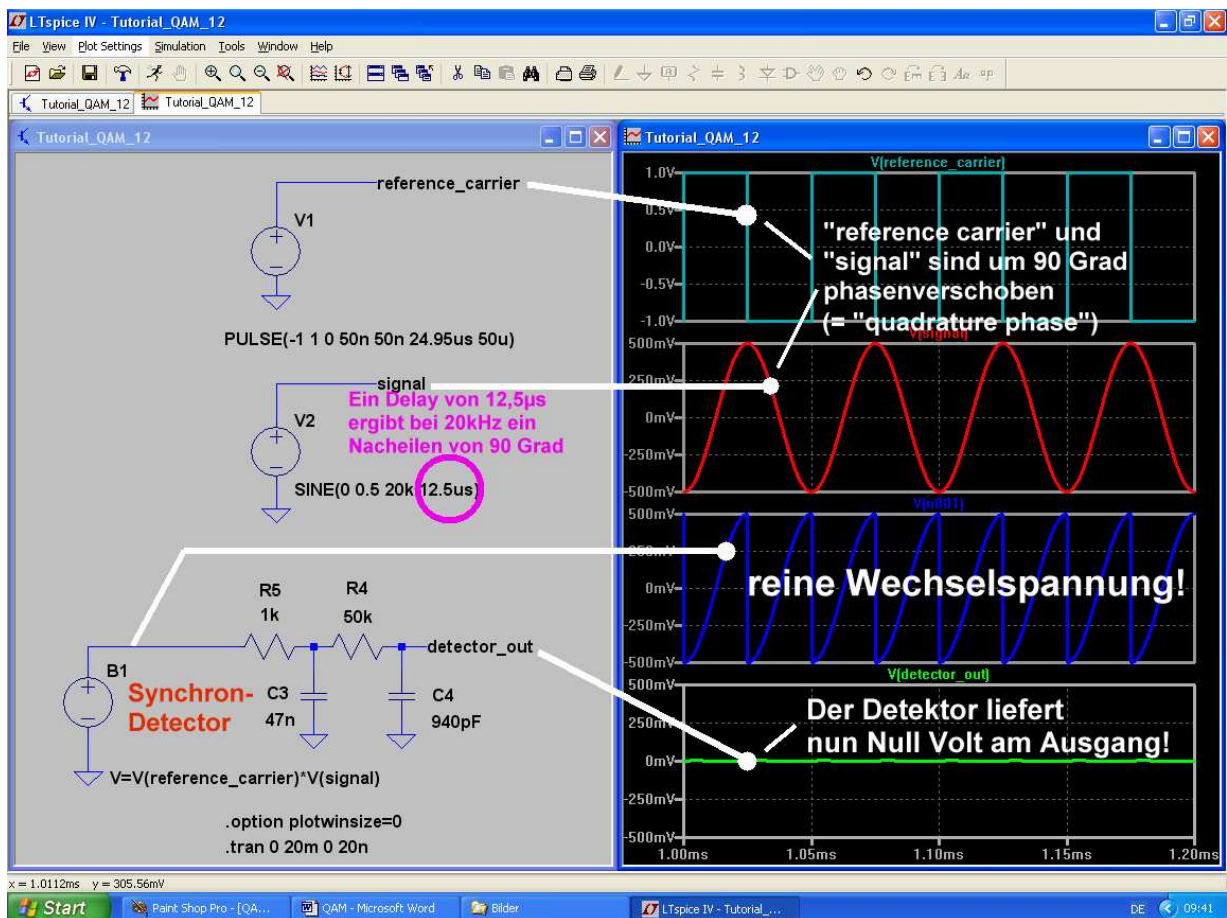 LTspice IV - Tutorial_QAM_12
File View Plot Settings Simulation Tools Window Help
Tutorial_QAM_12 Tutorial_QAM_12
Tutorial_QAM_12
reference_carrier
V1
PULSE(-1 1 0 50n 50n 24.95us 50u)
signal
Ein Delay von 12,5µs
ergibt bei 20kHz ein
Nacheilen von 90 Grad
V2
SINE(0 0.5 20k 12.5us)
R5
1k
R4
50k
detector_out
B1
Synchron-
Detector
C3
47n
C4
940pF
V=V(reference_carrier)*V(signal)
.option plotwinsize=0
.tran 0 20m 0 20n
Tutorial_QAM_12
V(reference_carrier)
1.0V
0.5V
0.0V
-0.5V
-1.0V
"reference carrier" und
"signal" sind um 90 Grad
phasenverschoben
(= "quadrature phase")
V(signal)
500mV
250mV
0mV
-250mV
-500mV
V(n001)
500mV
250mV
0mV
-250mV
-500mV
reine Wechselspannung!
V(detector_out)
500mV
250mV
0mV
-250mV
-500mV
Der Detektor liefert
nun Null Volt am Ausgang!
1.00ms 1.05ms 1.10ms 1.15ms 1.20ms
x = 1.0112ms y = 305.56mV
Start Paint Shop Pro - [QA... QAM - Microsoft Word Bilder LTspice IV - Tutorial_... DE 09:41